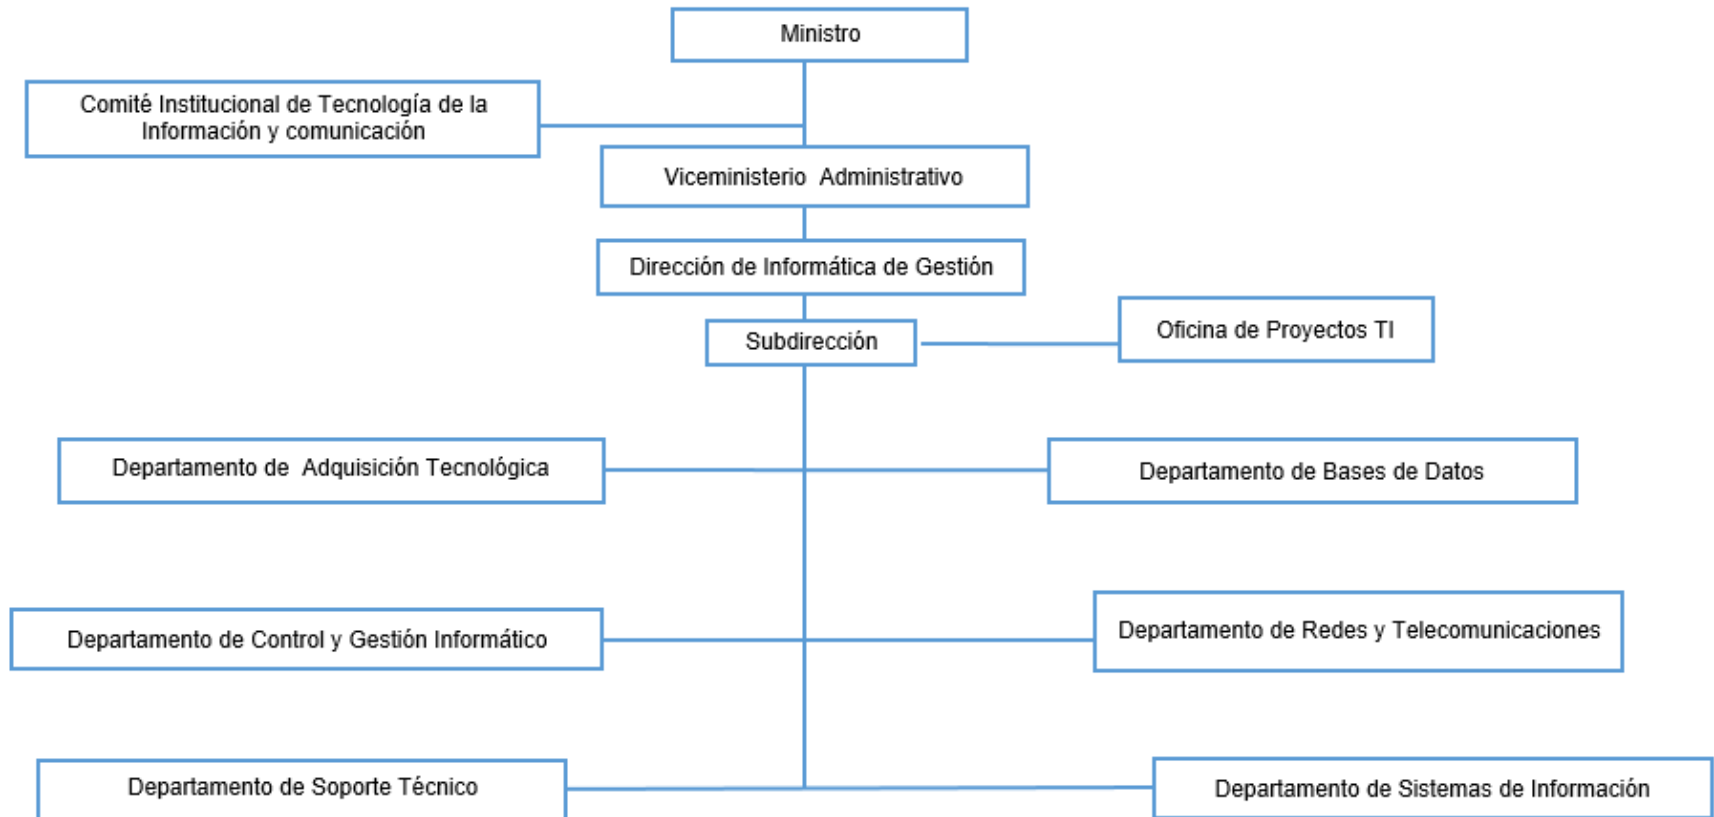 Ministro
Comité Institucional de Tecnología de la
Información y comunicación
Viceministerio Administrativo
Dirección de Informática de Gestión
Subdirección
Oficina de Proyectos TI
Departamento de Adquisición Tecnológica
Departamento de Bases de Datos
Departamento de Control y Gestión Informático
Departamento de Redes y Telecomunicaciones
Departamento de Soporte Técnico
Departamento de Sistemas de Información